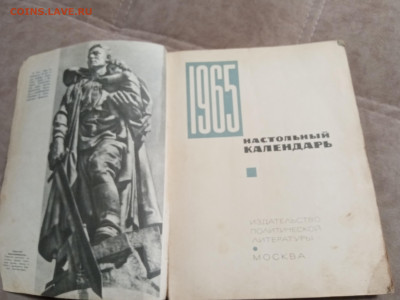 COINS.LAVE.RU
1965
НАСТОЛЬНЫЙ
КАЛЕНДАРЬ
ИЗДАТЕЛЬСТВО
ПОЛИТИЧЕСКОЙ
ЛИТЕРАТУРЫ
МОСКВА